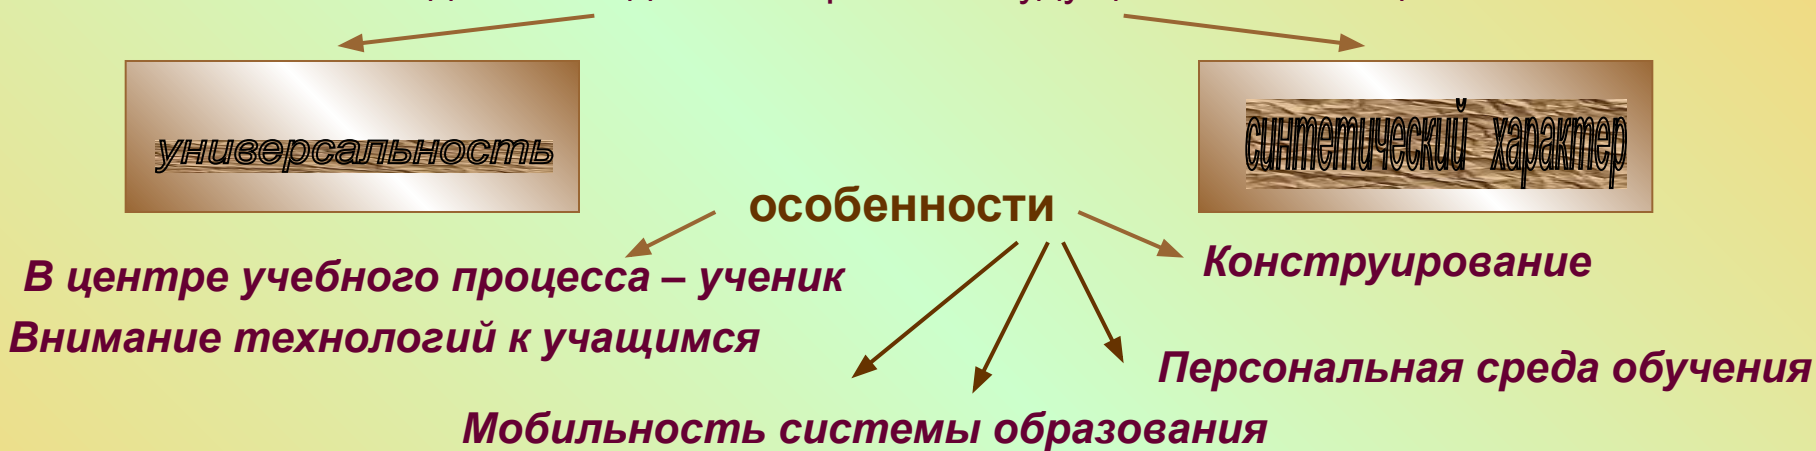 универсальность
синтетический характер
особенности
В центре учебного процесса – ученик
Конструирование
Внимание технологий к учащимся
Персональная среда обучения
Мобильность системы образования